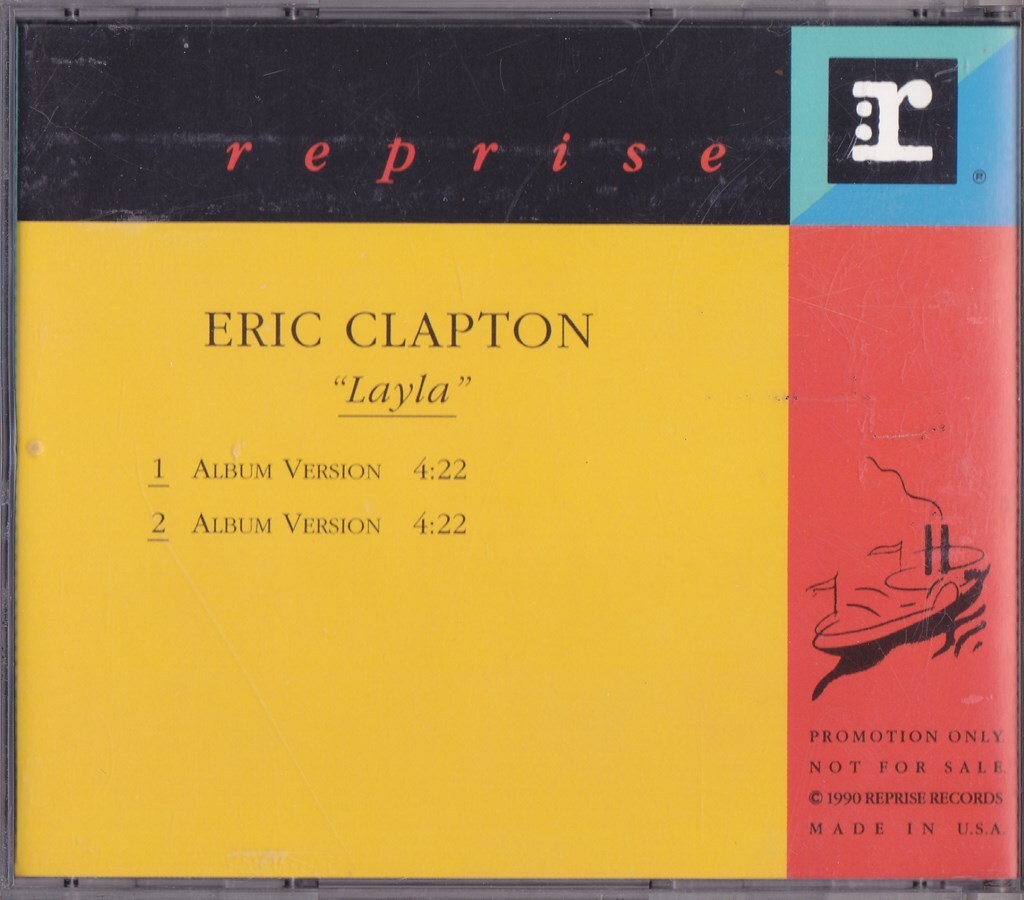 reprise
r
®
ERIC CLAPTON
“Layla”
1 ALBUM VERSION 4:22
2 ALBUM VERSION 4:22
PROMOTION ONLY.
NOT FOR SALE.
© 1990 REPRISE RECORDS
MADE IN U.S.A.